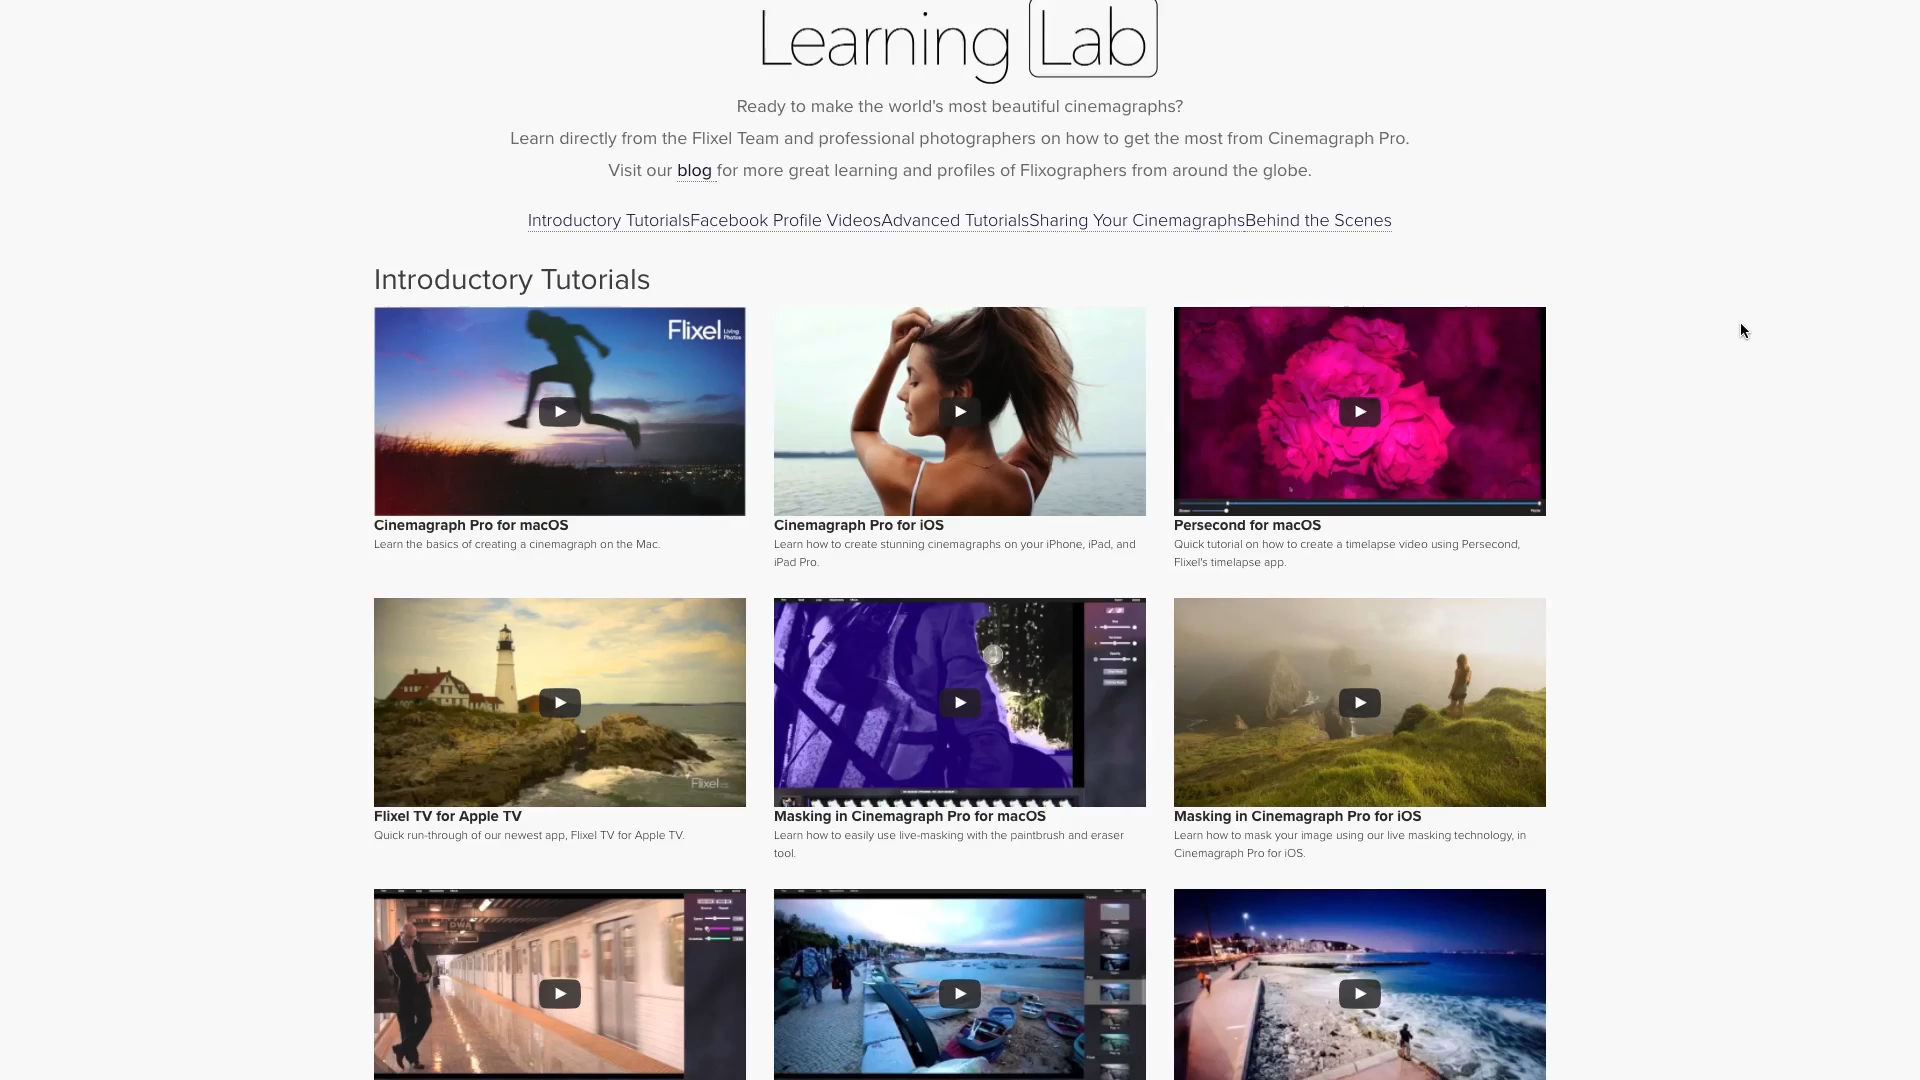 Learning Lab
Ready to make the world's most beautiful cinemagraphs?
Learn directly from the Flixel Team and professional photographers on how to get the most from Cinemagraph Pro.
Visit our blog for more great learning and profiles of Flixographers from around the globe.
Introductory TutorialsFacebook Profile VideosAdvanced TutorialsSharing Your CinemagraphsBehind the Scenes
Introductory Tutorials
Flixel Living Photos
Cinemagraph Pro for macOS
Learn the basics of creating a cinemagraph on the Mac.
Cinemagraph Pro for iOS
Learn how to create stunning cinemagraphs on your iPhone, iPad, and
iPad Pro.
Persecond for macOS
Quick tutorial on how to create a timelapse video using Persecond,
Flixel's timelapse app.
Flixel
Flixel TV for Apple TV
Quick run-through of our newest app, Flixel TV for Apple TV.
Masking in Cinemagraph Pro for macOS
Learn how to easily use live-masking with the paintbrush and eraser
tool.
Masking in Cinemagraph Pro for iOS
Learn how to mask your image using our live masking technology, in
Cinemagraph Pro for iOS.